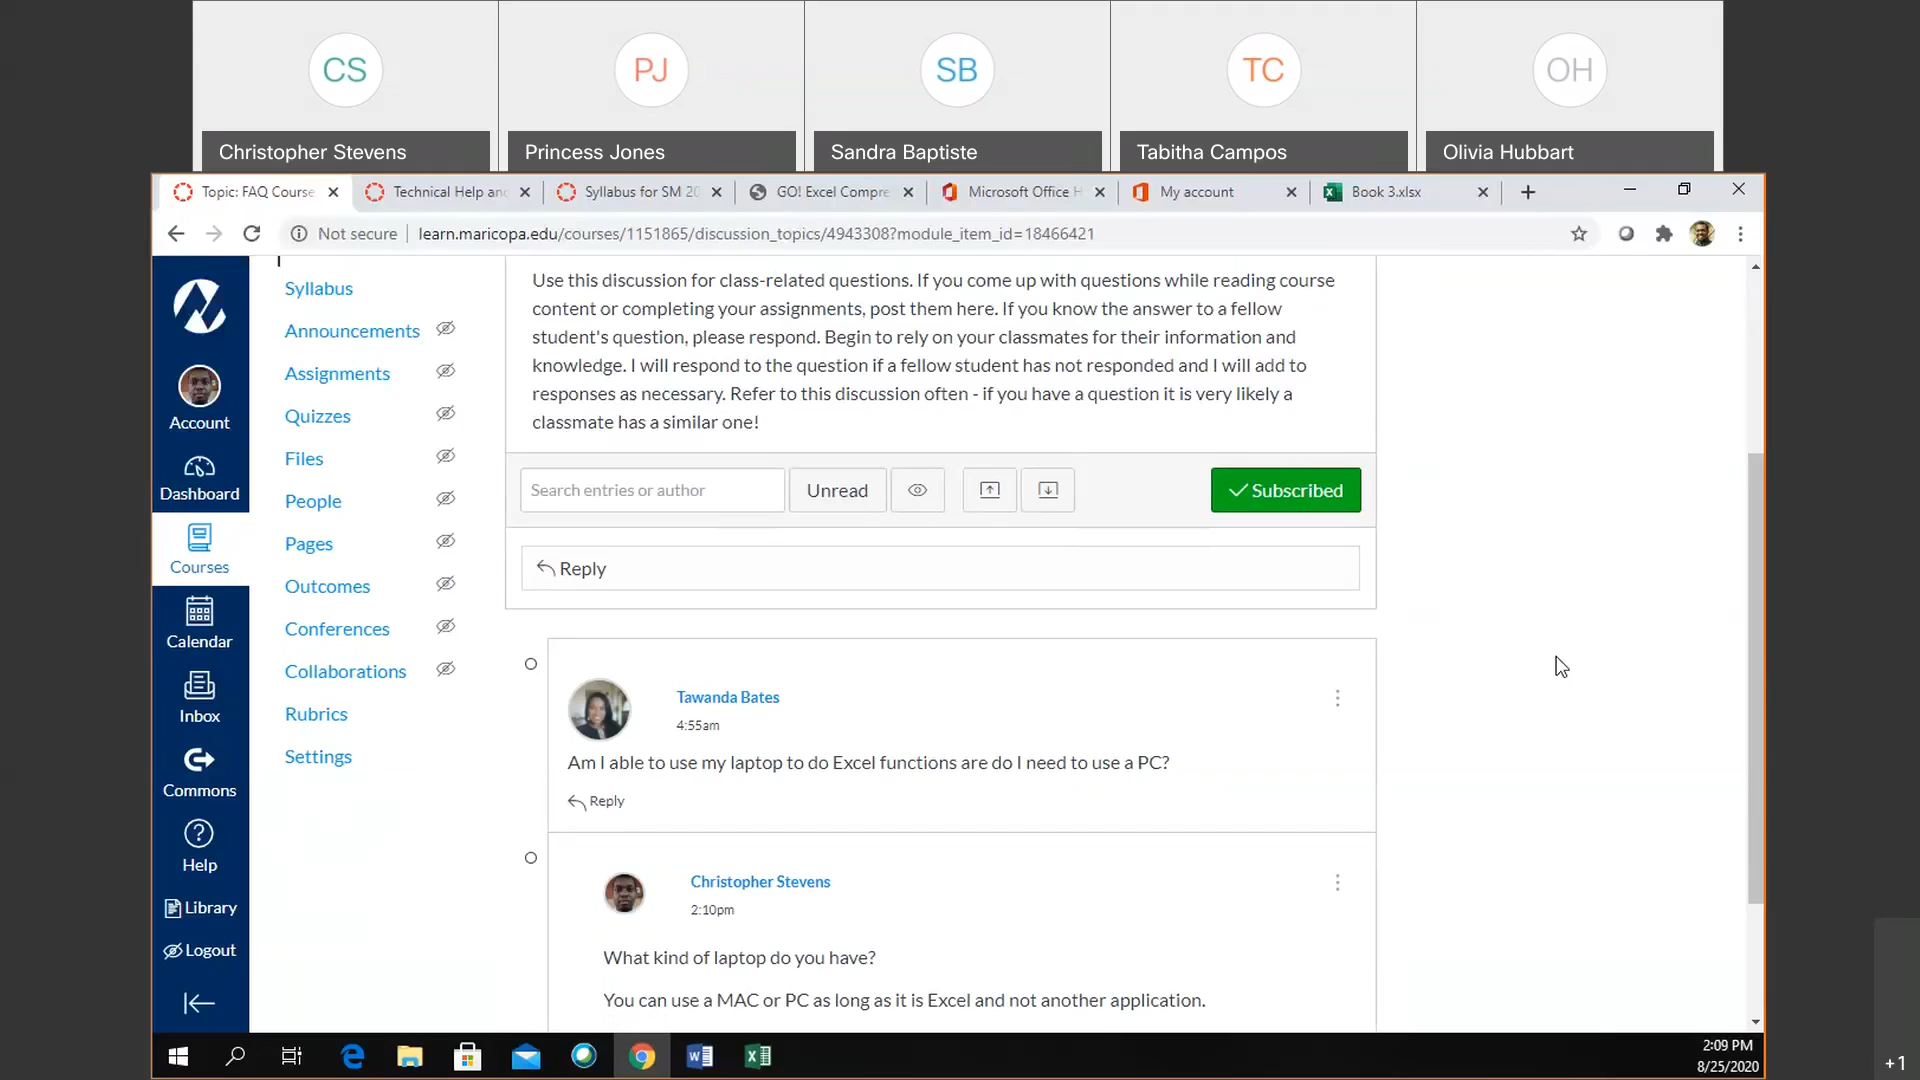 CS
PJ
SB
TC
OH
Christopher Stevens
Princess Jones
Sandra Baptiste
Tabitha Campos
Olivia Hubbart
Topic: FAQ Course
Technical Help and
Syllabus for SM 20
GO! Excel Compre
Microsoft Office H
My account
Book 3.xlsx
Not secure
learn.maricopa.edu/courses/1151865/discussion_topics/4943308?module_item_id=18466421
Account
Dashboard
Courses
Calendar
Inbox
Commons
Help
Library
Logout
Syllabus
Announcements
Assignments
Quizzes
Files
People
Pages
Outcomes
Conferences
Collaborations
Rubrics
Settings
Use this discussion for class-related questions. If you come up with questions while reading course
content or completing your assignments, post them here. If you know the answer to a fellow
student's question, please respond. Begin to rely on your classmates for their information and
knowledge. I will respond to the question if a fellow student has not responded and I will add to
responses as necessary. Refer to this discussion often - if you have a question it is very likely a
classmate has a similar one!
Search entries or author
Unread
Subscribed
Reply
Tawanda Bates
4:55am
Am I able to use my laptop to do Excel functions are do I need to use a PC?
Reply
Christopher Stevens
2:10pm
What kind of laptop do you have?
You can use a MAC or PC as long as it is Excel and not another application.
2:09 PM
8/25/2020
+1